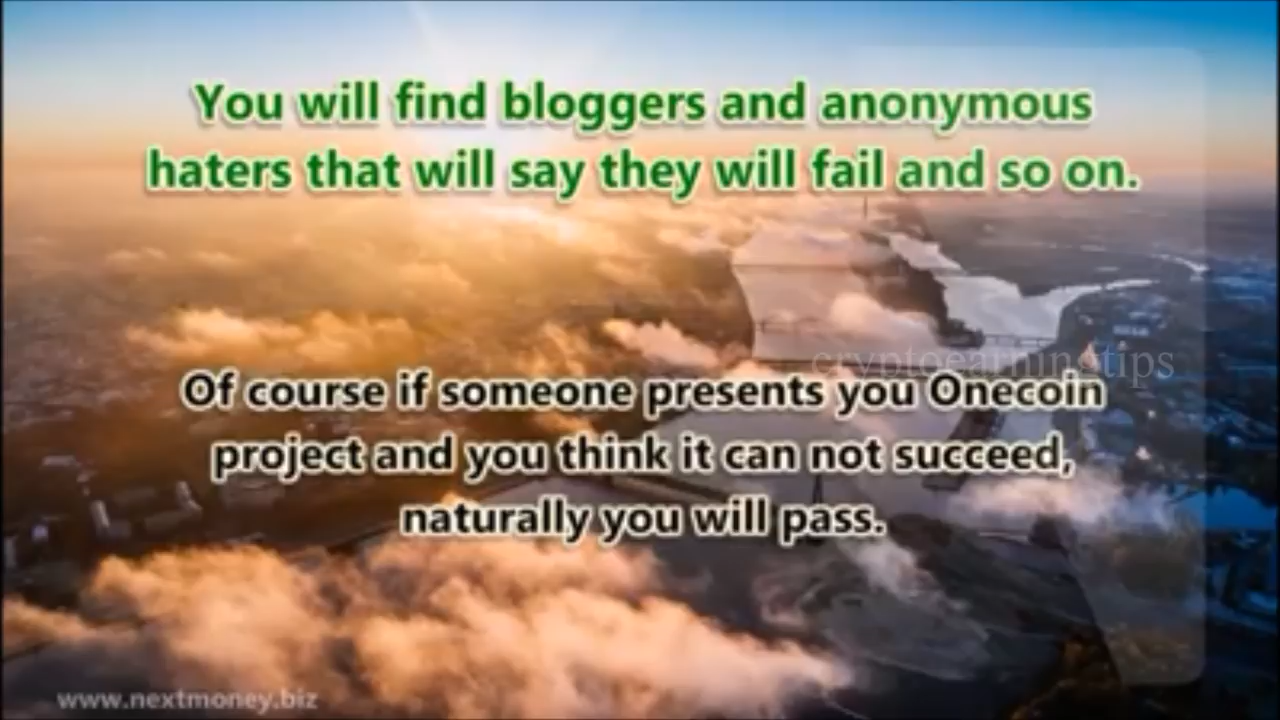 You will find bloggers and anonymous
haters that will say they will fail and so on.
cryptoearninstips
Of course if someone presents you Onecoin
project and you think it can not succeed,
naturally you will pass.
www.nextmoney.biz